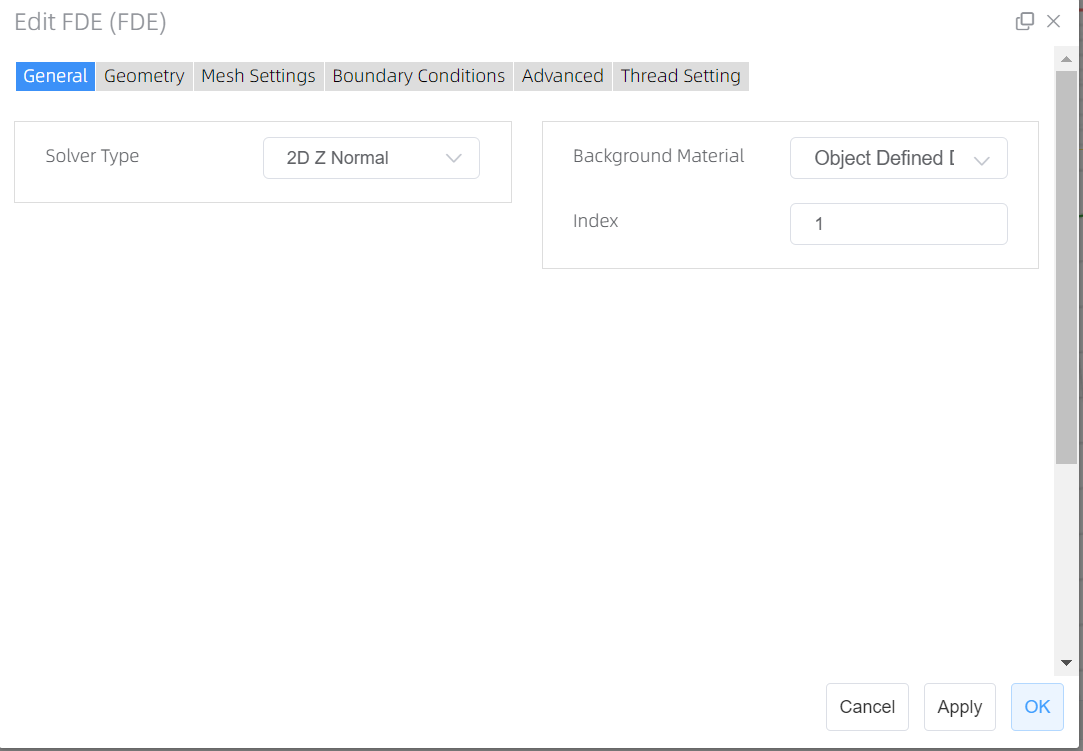 Edit FDE (FDE)
General Geometry Mesh Settings Boundary Conditions Advanced Thread Setting
Solver Type 2D Z Normal
Background Material Object Defined
Index 1
Cancel Apply OK